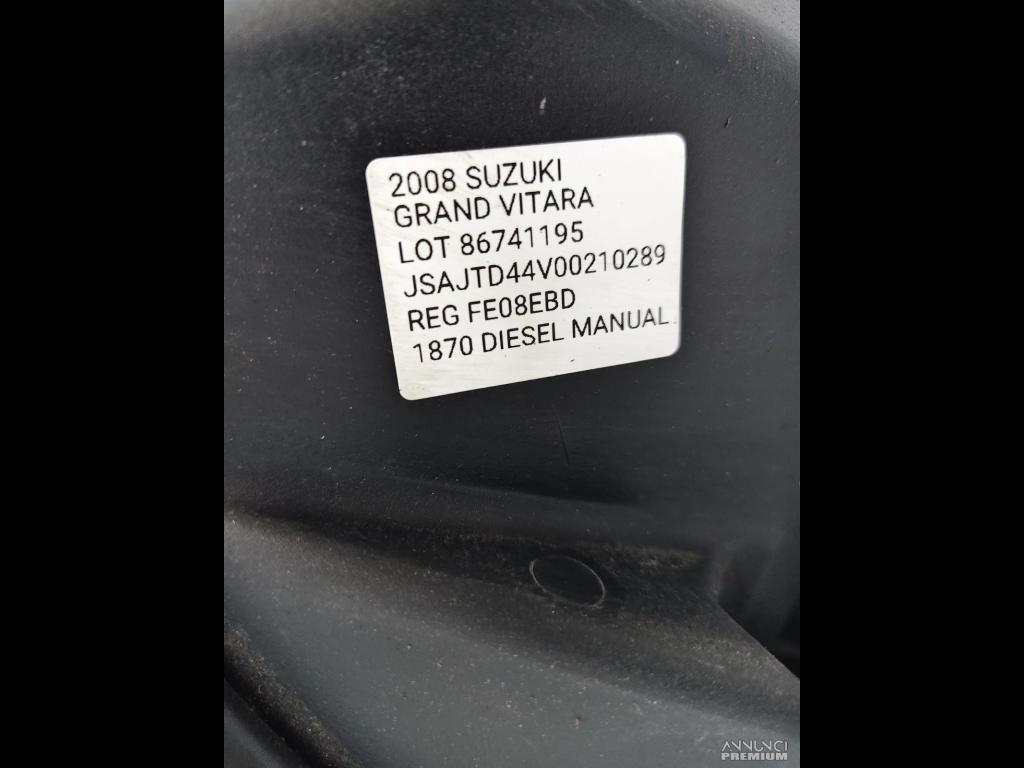 2008 SUZUKI
GRAND VITARA
LOT 86741195
JSAJTD44V00210289
REG FE08EBD
1870 DIESEL MANUAL
ANNUNCI
PREMIUM